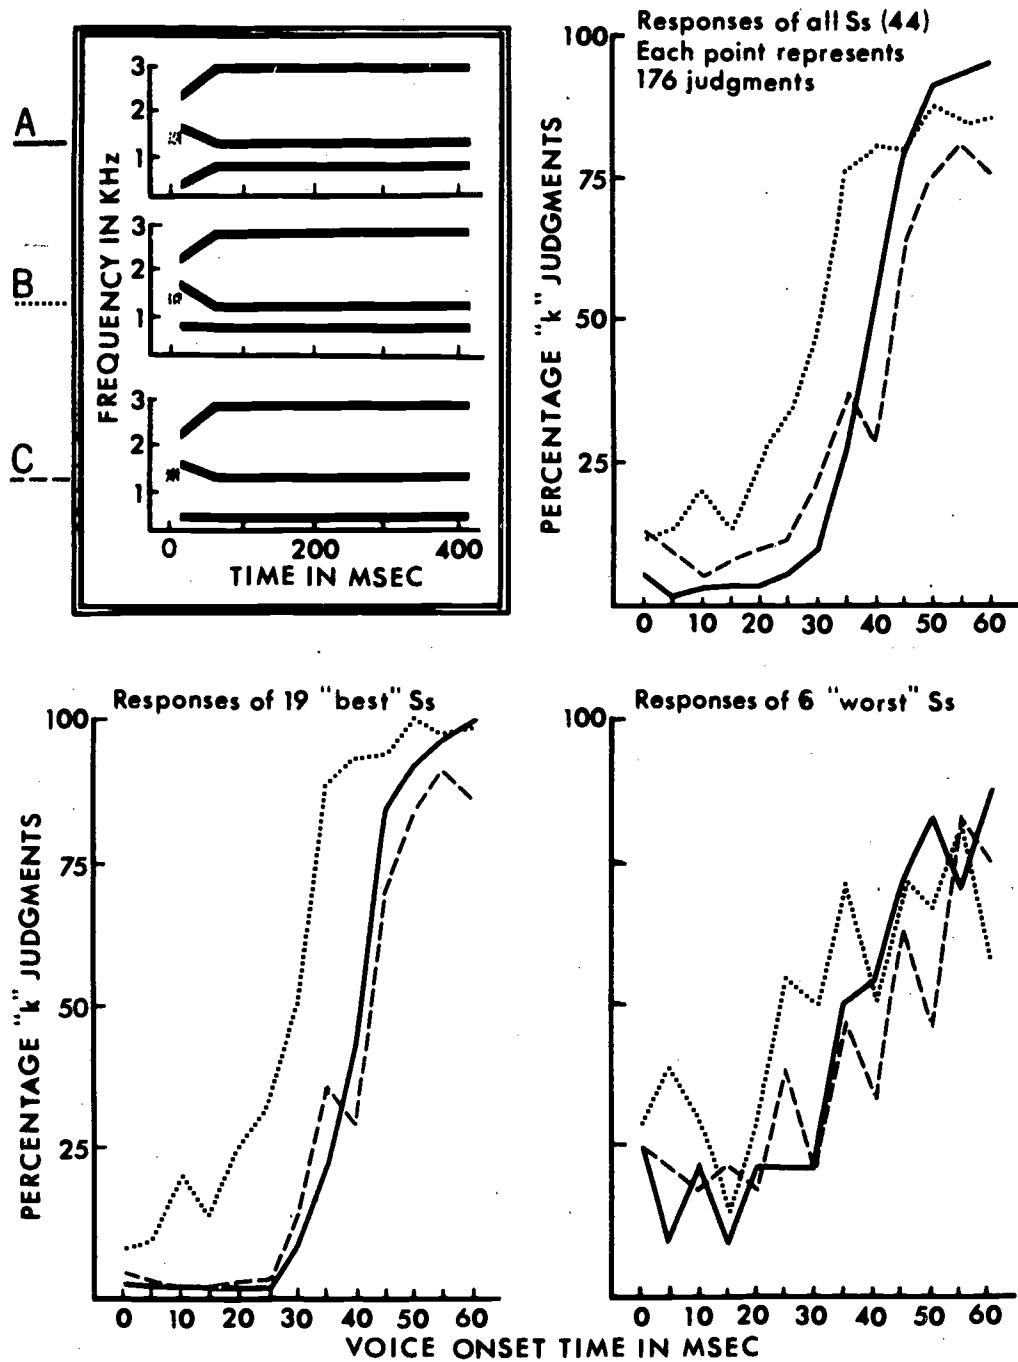 A
B
C
FREQUENCY IN KHz
3
2
1
3
2
1
3
2
1
0 200 400
TIME IN MSEC
Responses of all Ss (44)
Each point represents
176 judgments
PERCENTAGE "k" JUDGMENTS
100
75
50
25
0 10 20 30 40 50 60
Responses of 19 "best" Ss
PERCENTAGE "k" JUDGMENTS
100
75
50
25
0 10 20 30 40 50 60
Responses of 6 "worst" Ss
100
0 10 20 30 40 50 60
VOICE ONSET TIME IN MSEC